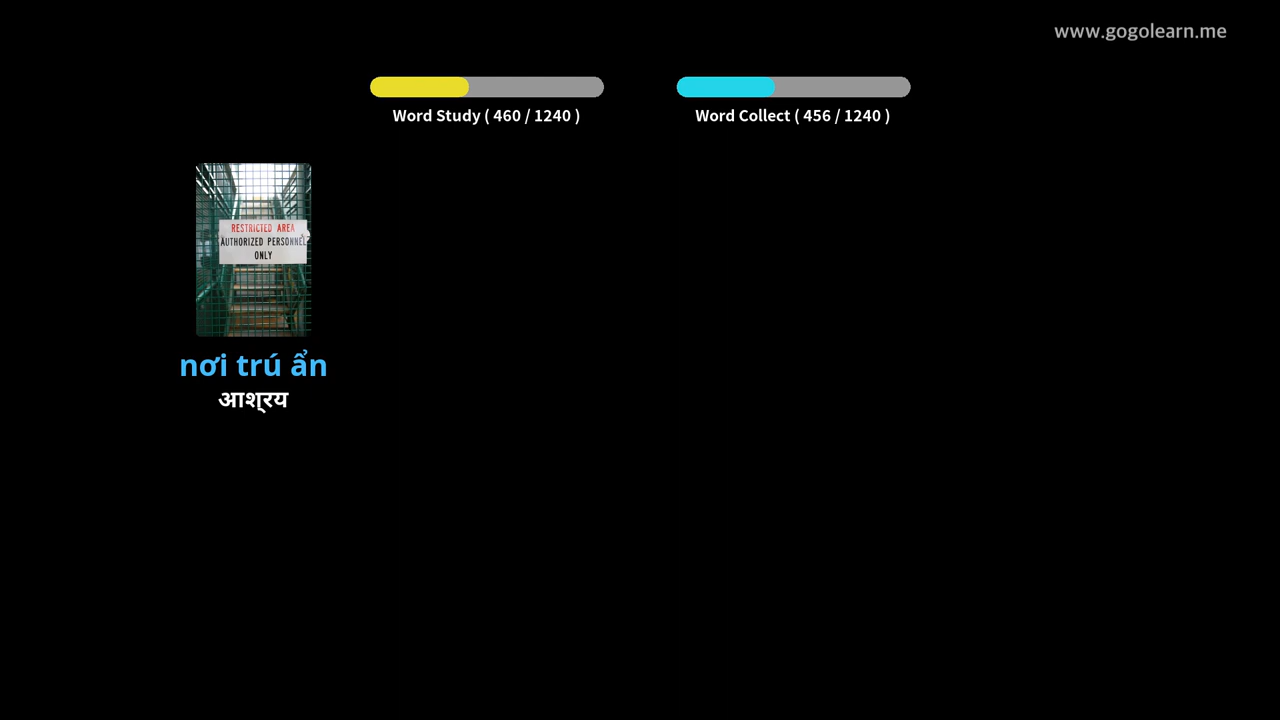 www.gogolearn.me
Word Study ( 460 / 1240 )
Word Collect ( 456 / 1240 )
RESTRICTED AREA
AUTHORIZED PERSONNEL
ONLY
nơi trú ẩn
आश्रय